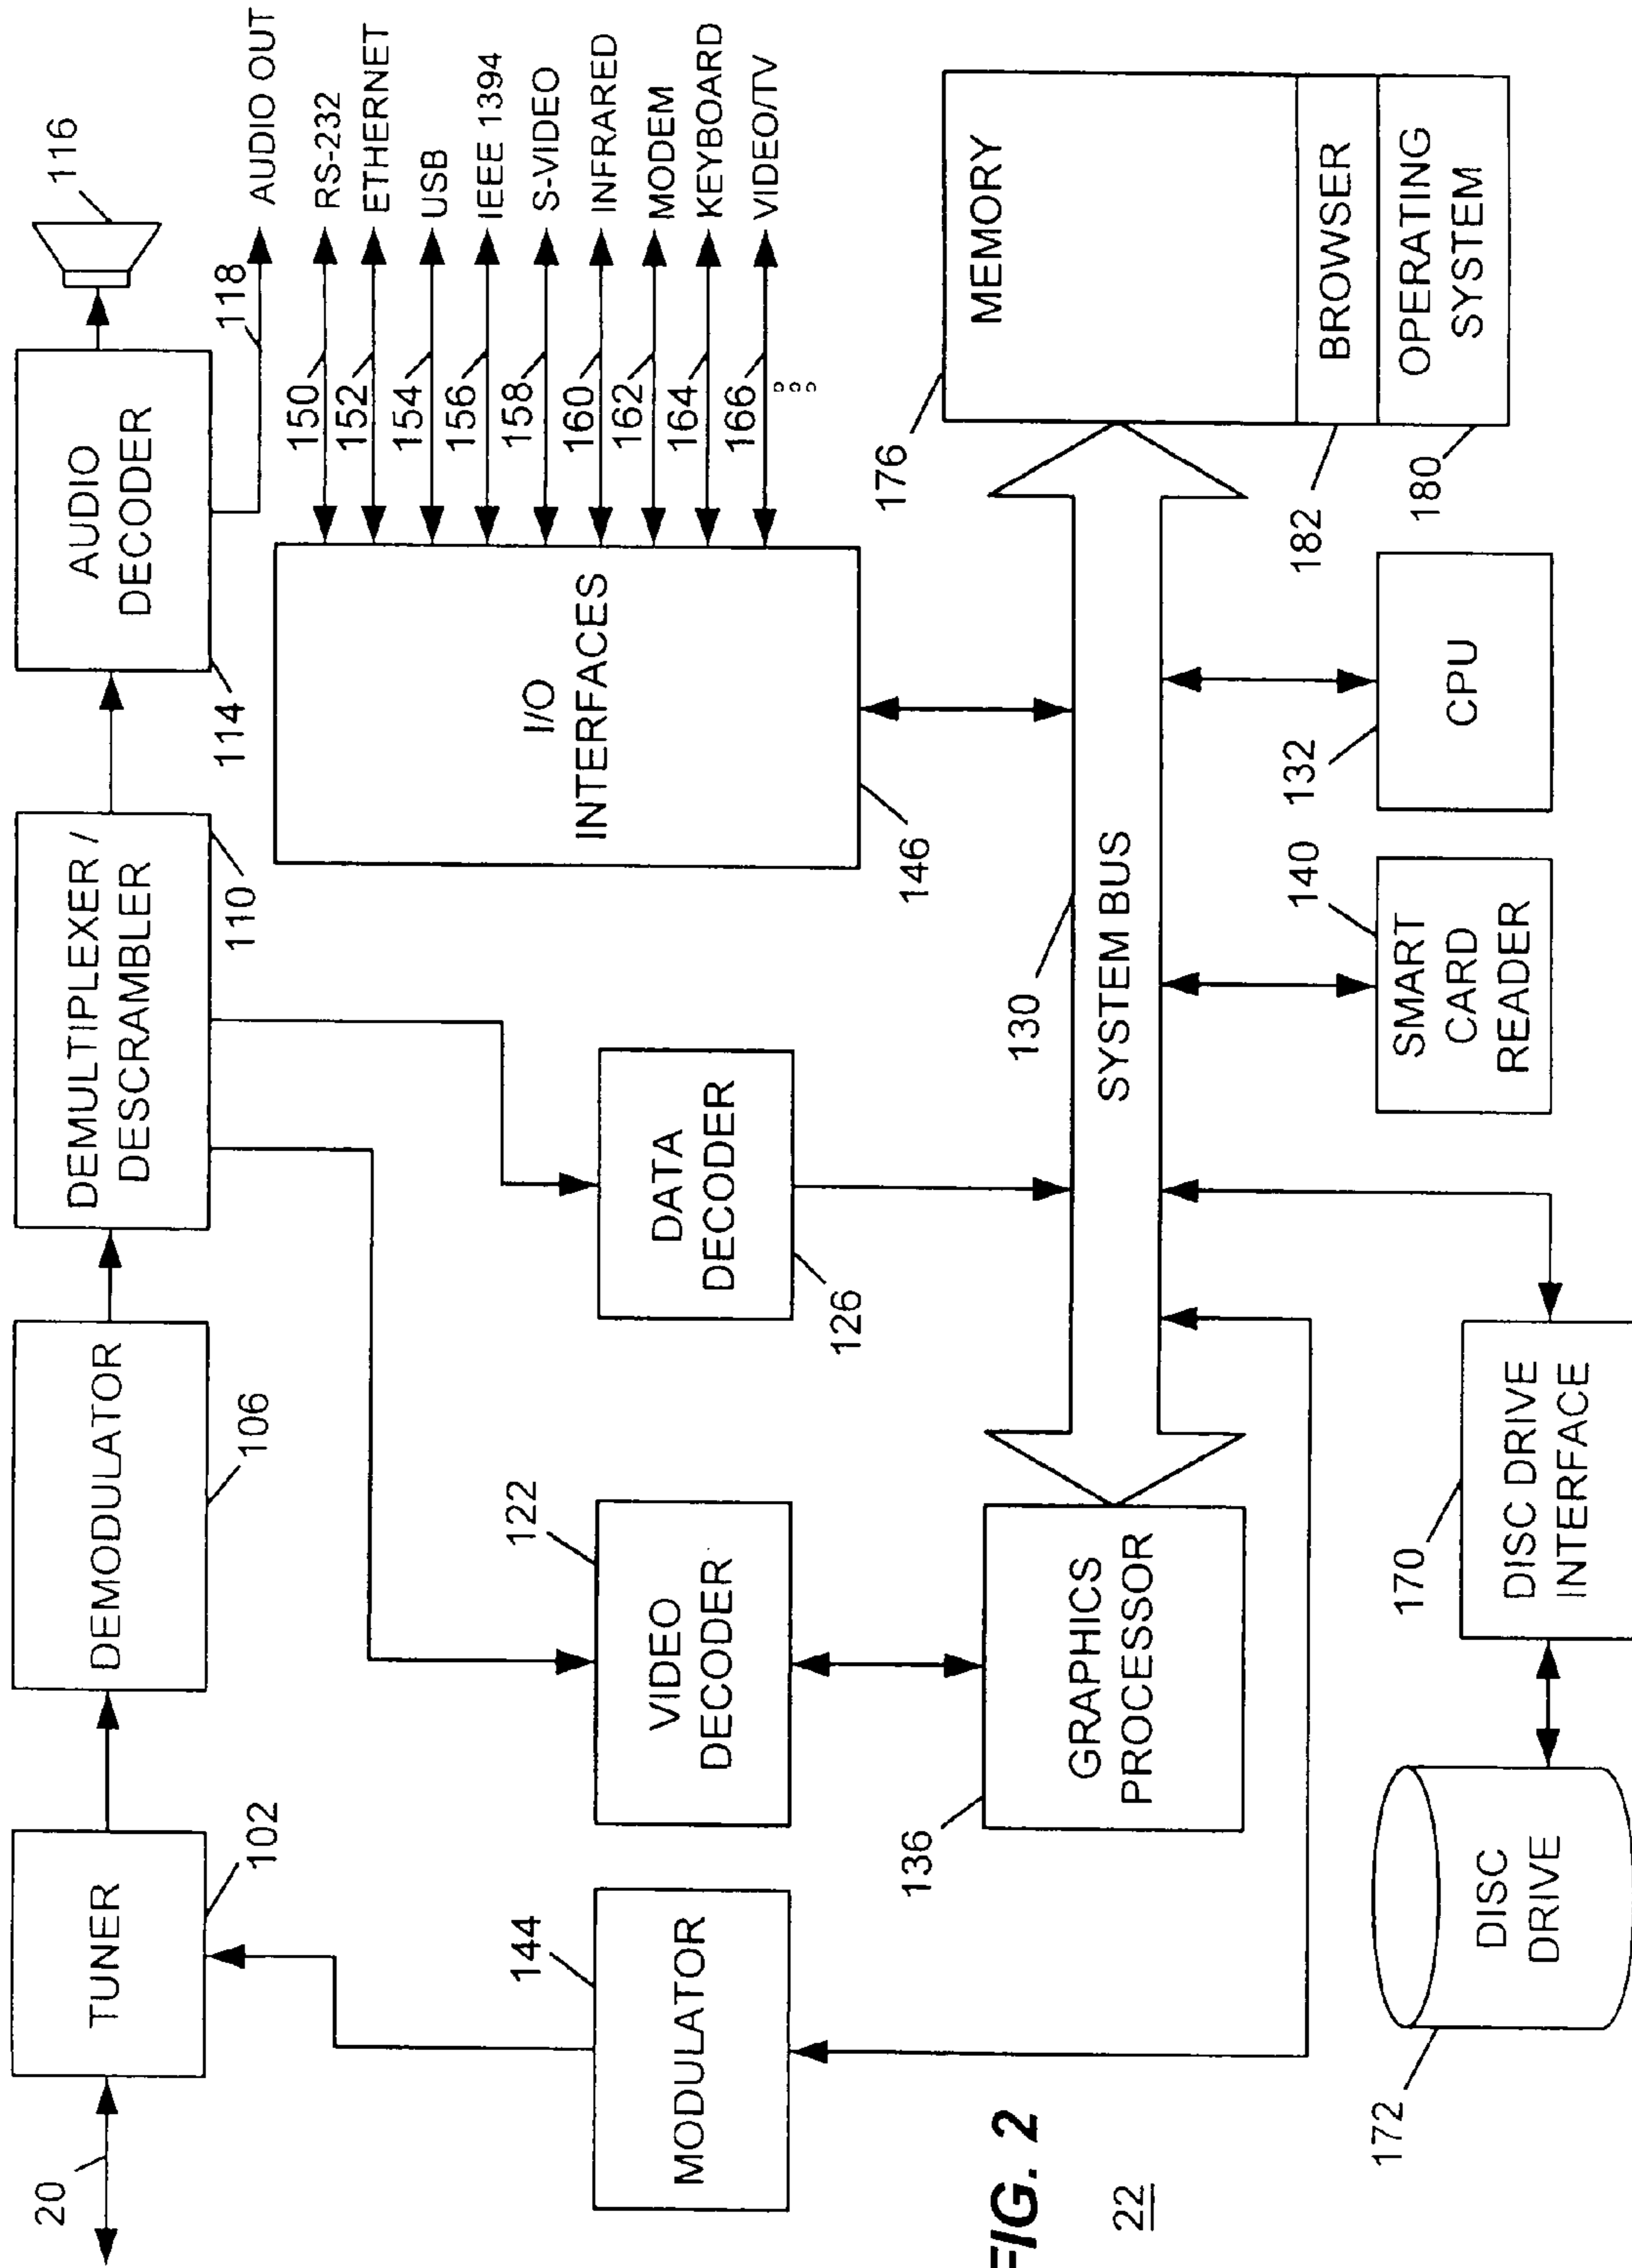 20
TUNER
102
DEMODULATOR
106
DEMULTIPLEXER /
DESCRAMBLER
110
AUDIO
DECODER
114
116
118
AUDIO OUT
150
RS-232
152
ETHERNET
154
USB
156
IEEE 1394
158
S-VIDEO
160
INFRARED
162
MODEM
164
KEYBOARD
166
VIDEO/TV
I/O
INTERFACES
146
144
MODULATOR
122
VIDEO
DECODER
DATA
DECODER
126
136
GRAPHICS
PROCESSOR
130
SYSTEM BUS
176
MEMORY
BROWSER
182
OPERATING
SYSTEM
180
140
SMART
CARD
READER
132
CPU
170
DISC DRIVE
INTERFACE
172
DISC
DRIVE
FIG. 2
22